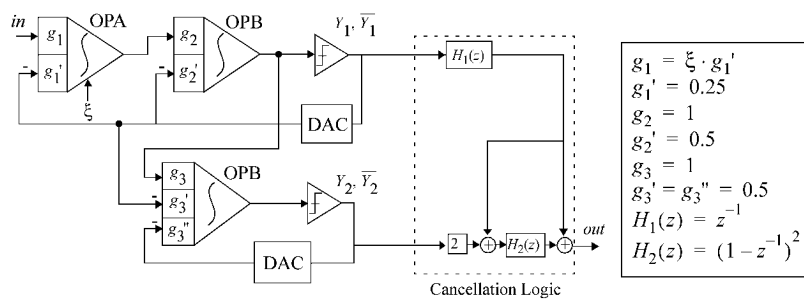 in
OPA
g₁
g₁'
-
ξ
OPB
g₂
g₂'
-
Y₁, Y̅₁̅
DAC
OPB
g₃
g₃'
g₃"
-
-
Y₂, Y̅₂̅
DAC
H₁(z)
2
+
H₂(z)
+
out
Cancellation Logic
g₁ = ξ · g₁'
g₁' = 0.25
g₂ = 1
g₂' = 0.5
g₃ = 1
g₃' = g₃" = 0.5
H₁(z) = z⁻¹
H₂(z) = (1 – z⁻¹)²